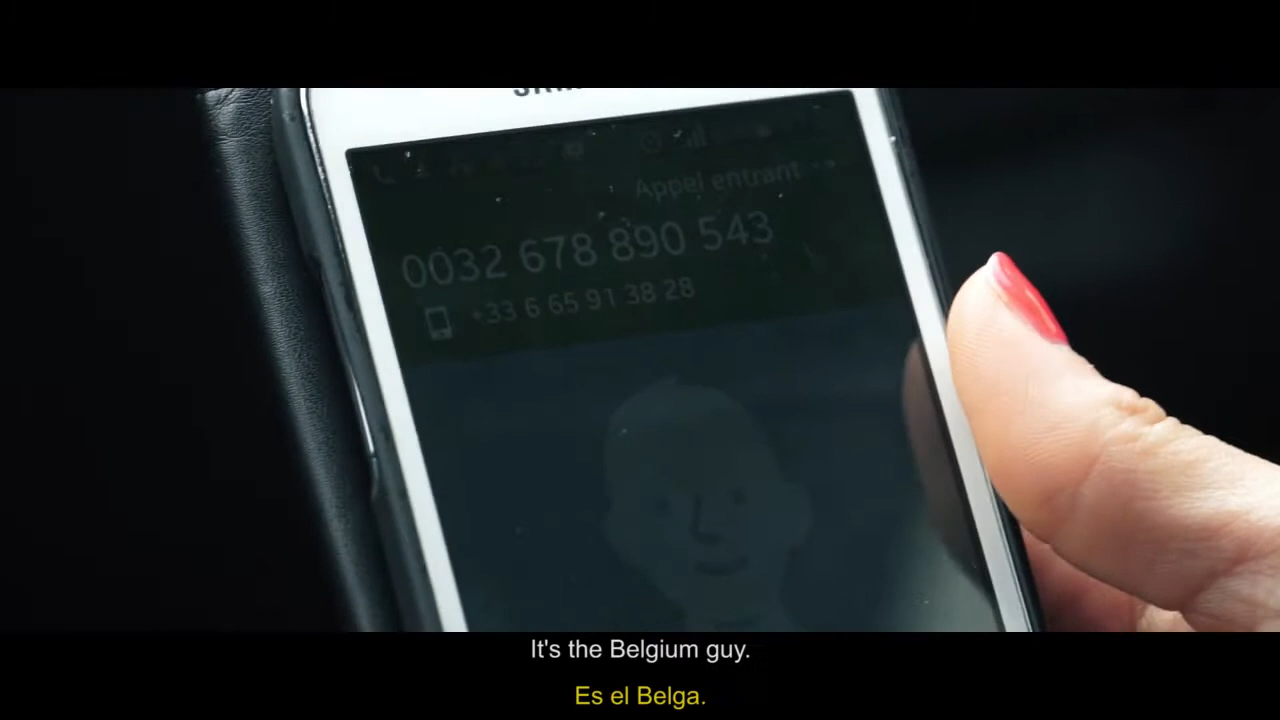 Appel entrant
0032 678 890 543
+33 6 65 91 38 28
It's the Belgium guy.
Es el Belga.